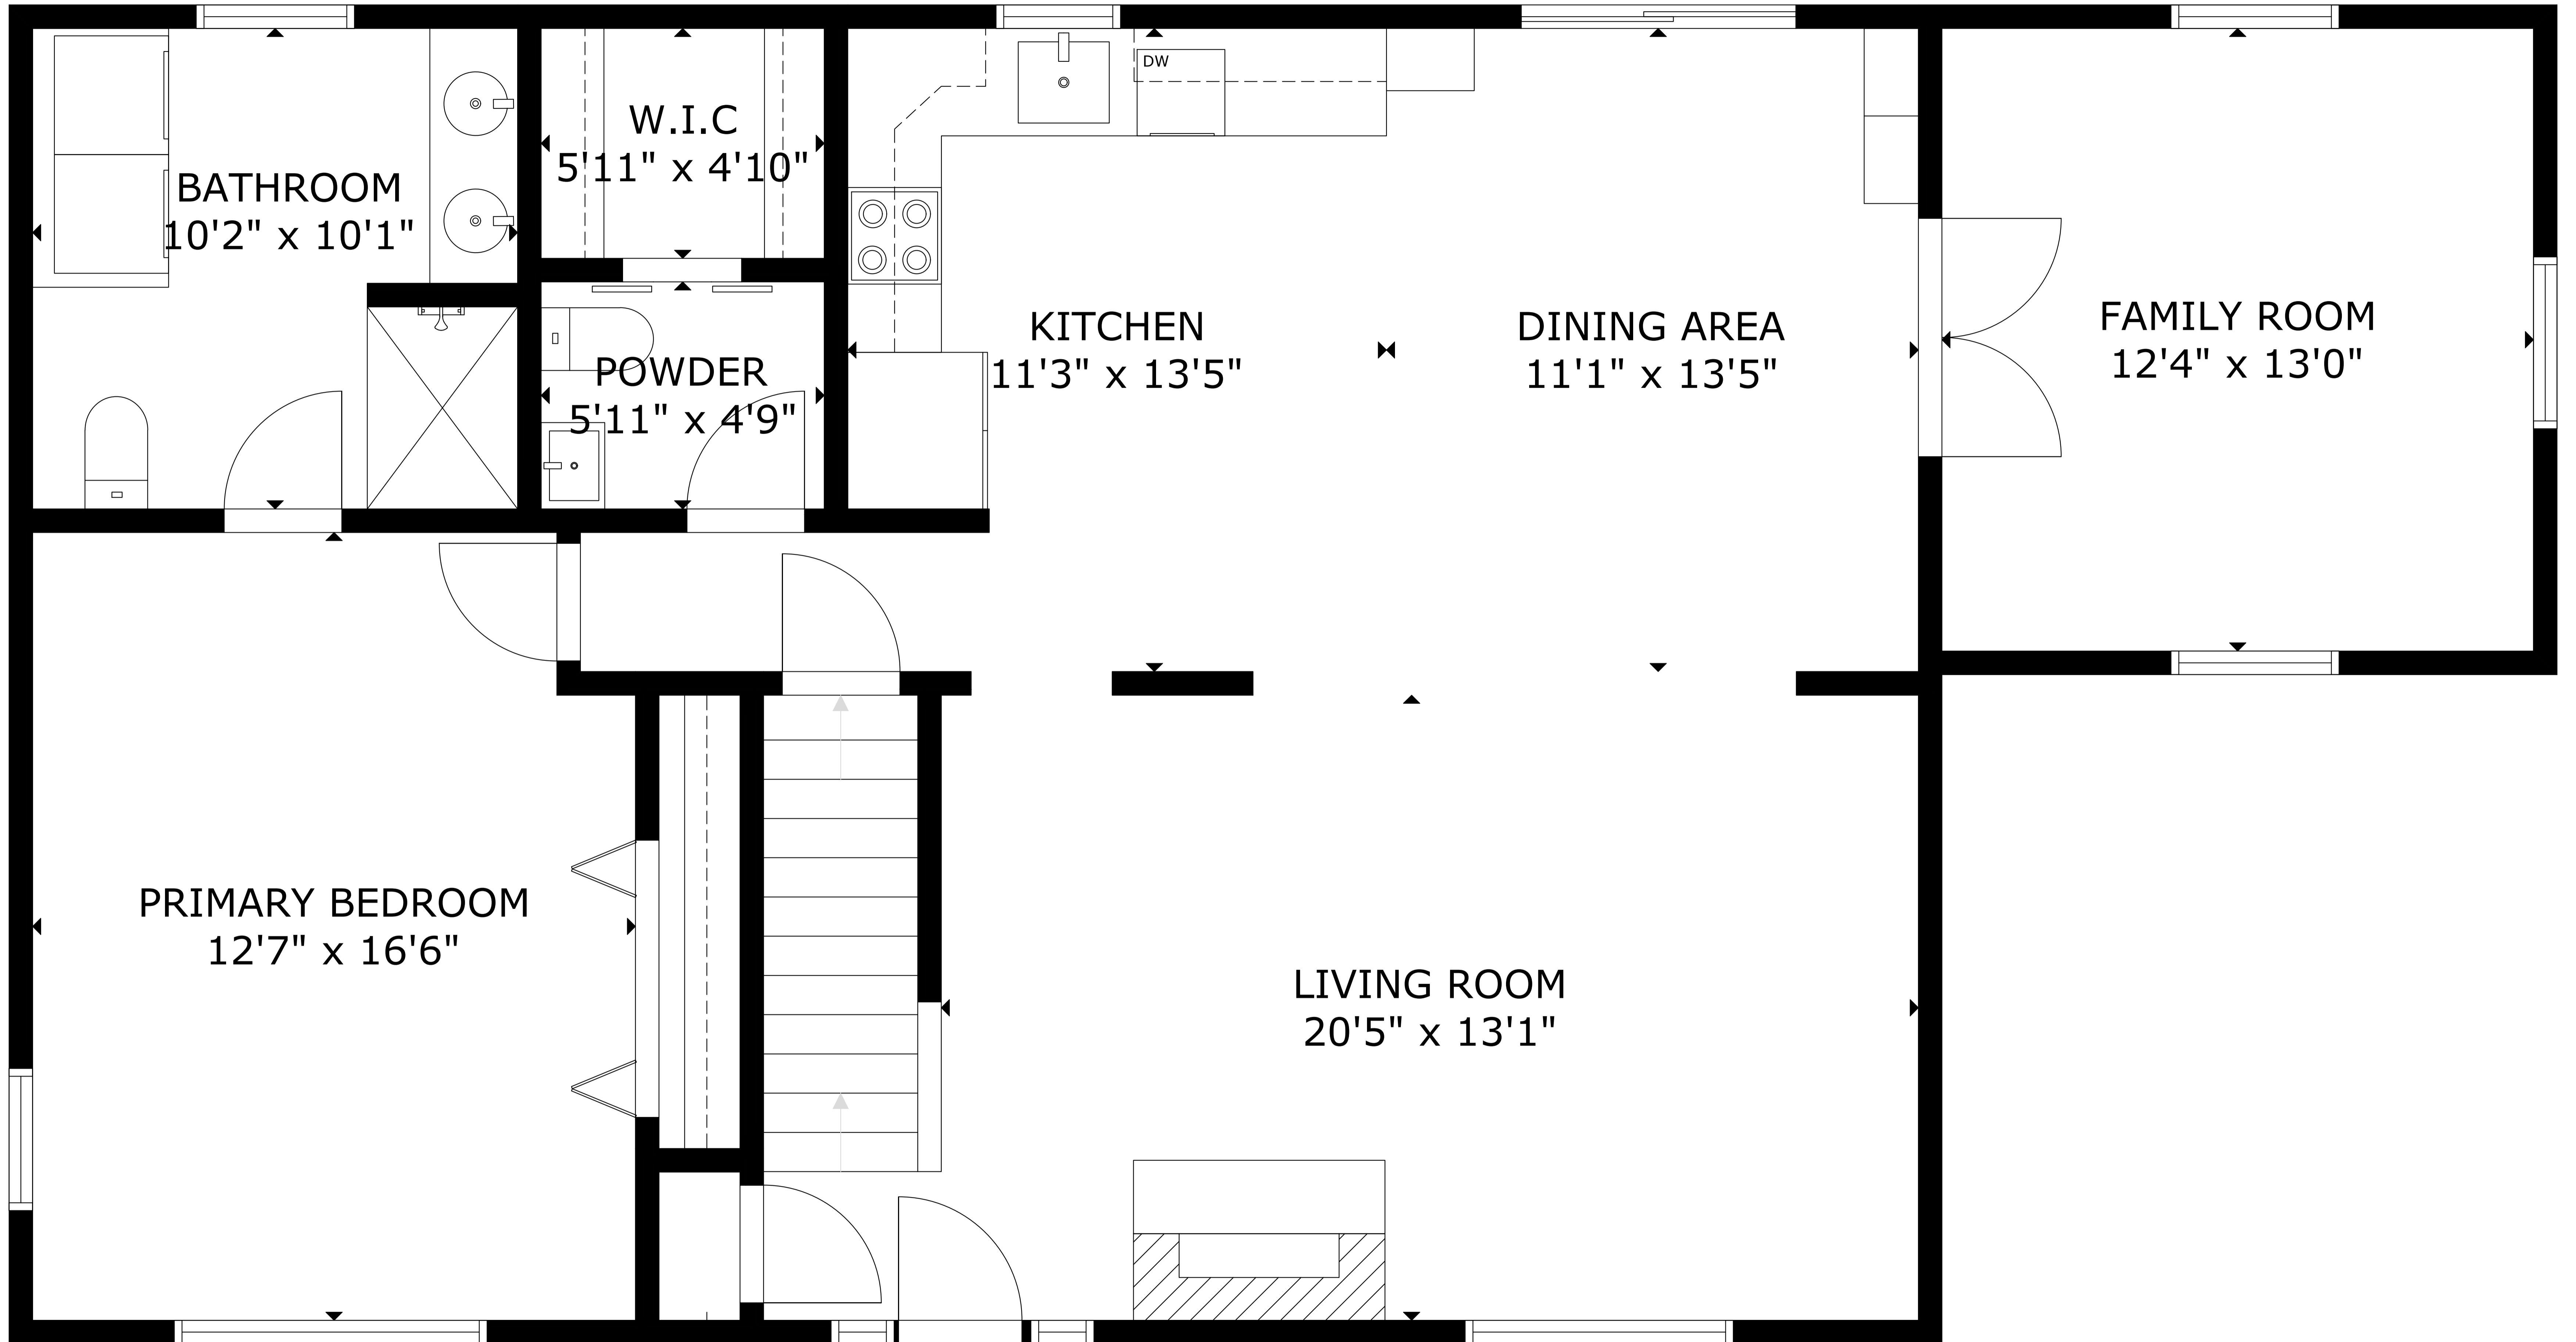 BATHROOM
10'2" x 10'1"
W.I.C
5'11" x 4'10"
POWDER
5'11" x 4'9"
DW
KITCHEN
11'3" x 13'5"
DINING AREA
11'1" x 13'5"
FAMILY ROOM
12'4" x 13'0"
PRIMARY BEDROOM
12'7" x 16'6"
LIVING ROOM
20'5" x 13'1"